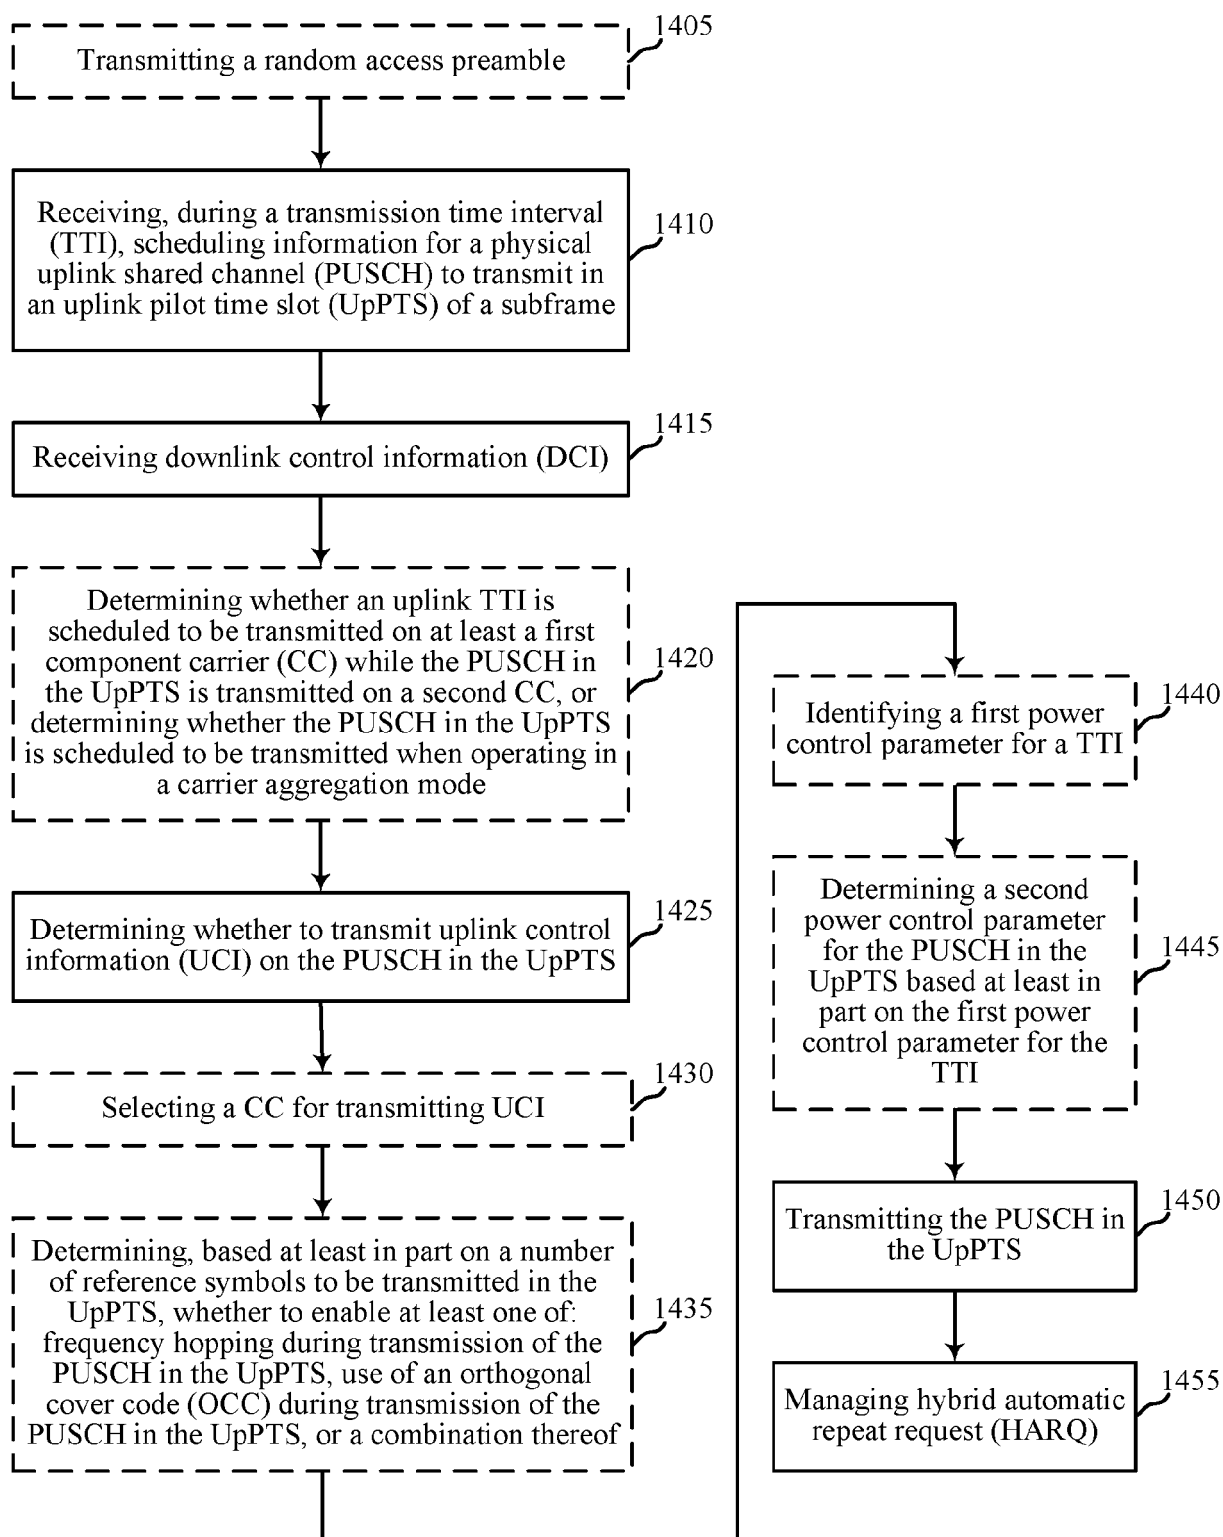 1405
Transmitting a random access preamble
1410
Receiving, during a transmission time interval
(TTI), scheduling information for a physical
uplink shared channel (PUSCH) to transmit in
an uplink pilot time slot (UpPTS) of a subframe
1415
Receiving downlink control information (DCI)
1420
Determining whether an uplink TTI is
scheduled to be transmitted on at least a first
component carrier (CC) while the PUSCH in
the UpPTS is transmitted on a second CC, or
determining whether the PUSCH in the UpPTS
is scheduled to be transmitted when operating in
a carrier aggregation mode
1425
Determining whether to transmit uplink control
information (UCI) on the PUSCH in the UpPTS
1430
Selecting a CC for transmitting UCI
1435
Determining, based at least in part on a number
of reference symbols to be transmitted in the
UpPTS, whether to enable at least one of:
frequency hopping during transmission of the
PUSCH in the UpPTS, use of an orthogonal
cover code (OCC) during transmission of the
PUSCH in the UpPTS, or a combination thereof
1440
Identifying a first power
control parameter for a TTI
1445
Determining a second
power control parameter
for the PUSCH in the
UpPTS based at least in
part on the first power
control parameter for the
TTI
1450
Transmitting the PUSCH in
the UpPTS
1455
Managing hybrid automatic
repeat request (HARQ)